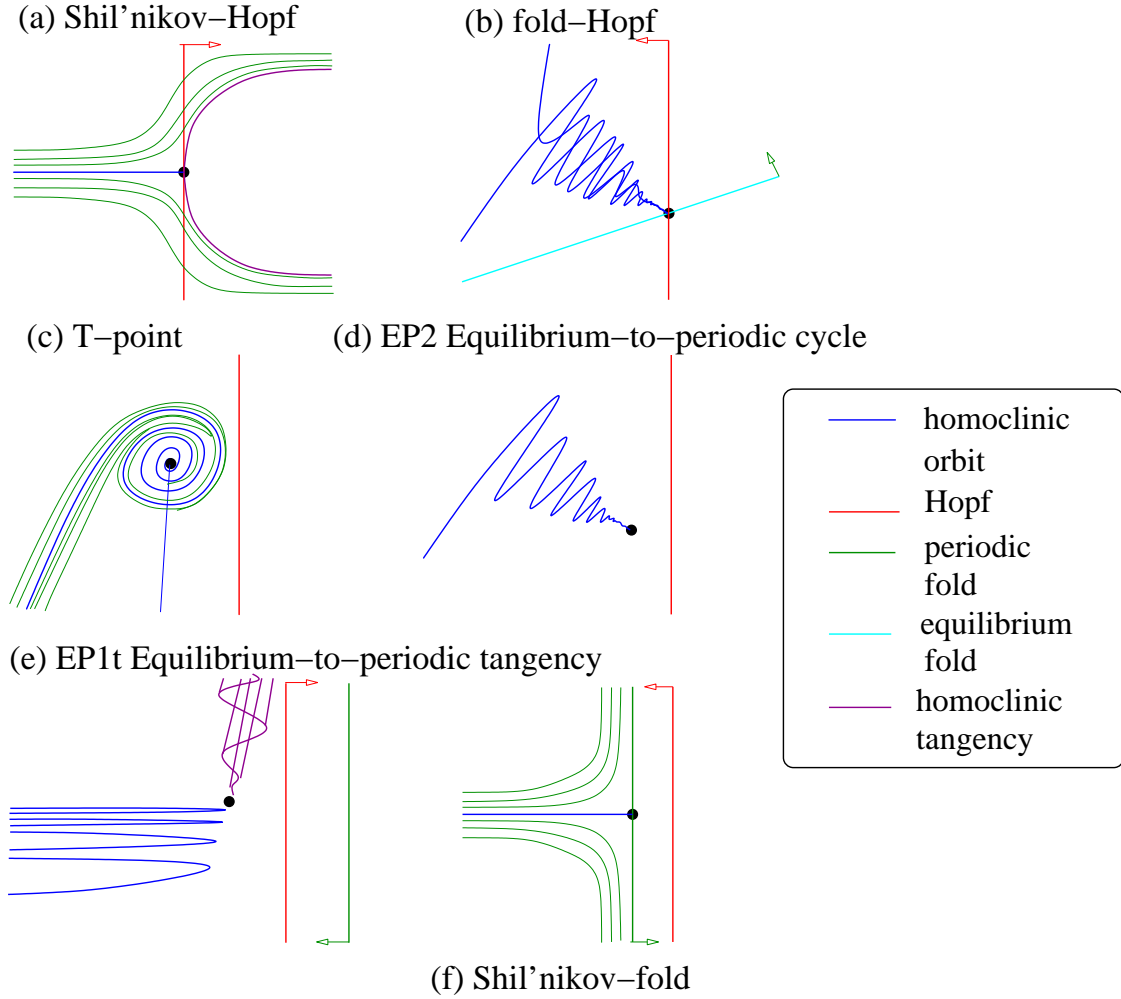 (a) Shil'nikov−Hopf
(b) fold−Hopf
(c) T−point
(d) EP2 Equilibrium−to−periodic cycle
homoclinic
orbit
Hopf
periodic
fold
equilibrium
fold
homoclinic
tangency
(e) EP1t Equilibrium−to−periodic tangency
(f) Shil'nikov−fold